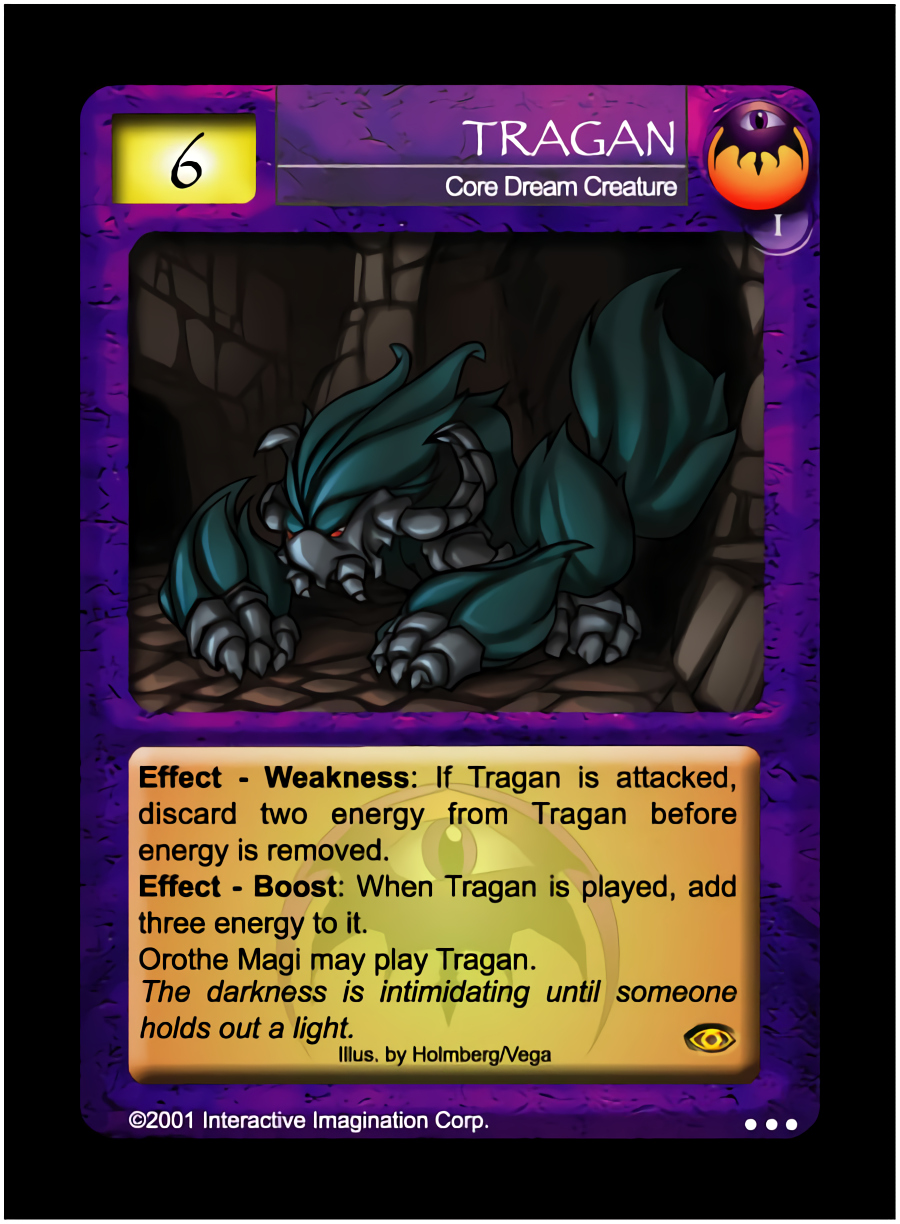 6
TRAGAN
Core Dream Creature
I
Effect - Weakness: If Tragan is attacked,
discard two energy from Tragan before
energy is removed.
Effect - Boost: When Tragan is played, add
three energy to it.
Orothe Magi may play Tragan.
The darkness is intimidating until someone
holds out a light.
Illus. by Holmberg/Vega
©2001 Interactive Imagination Corp.